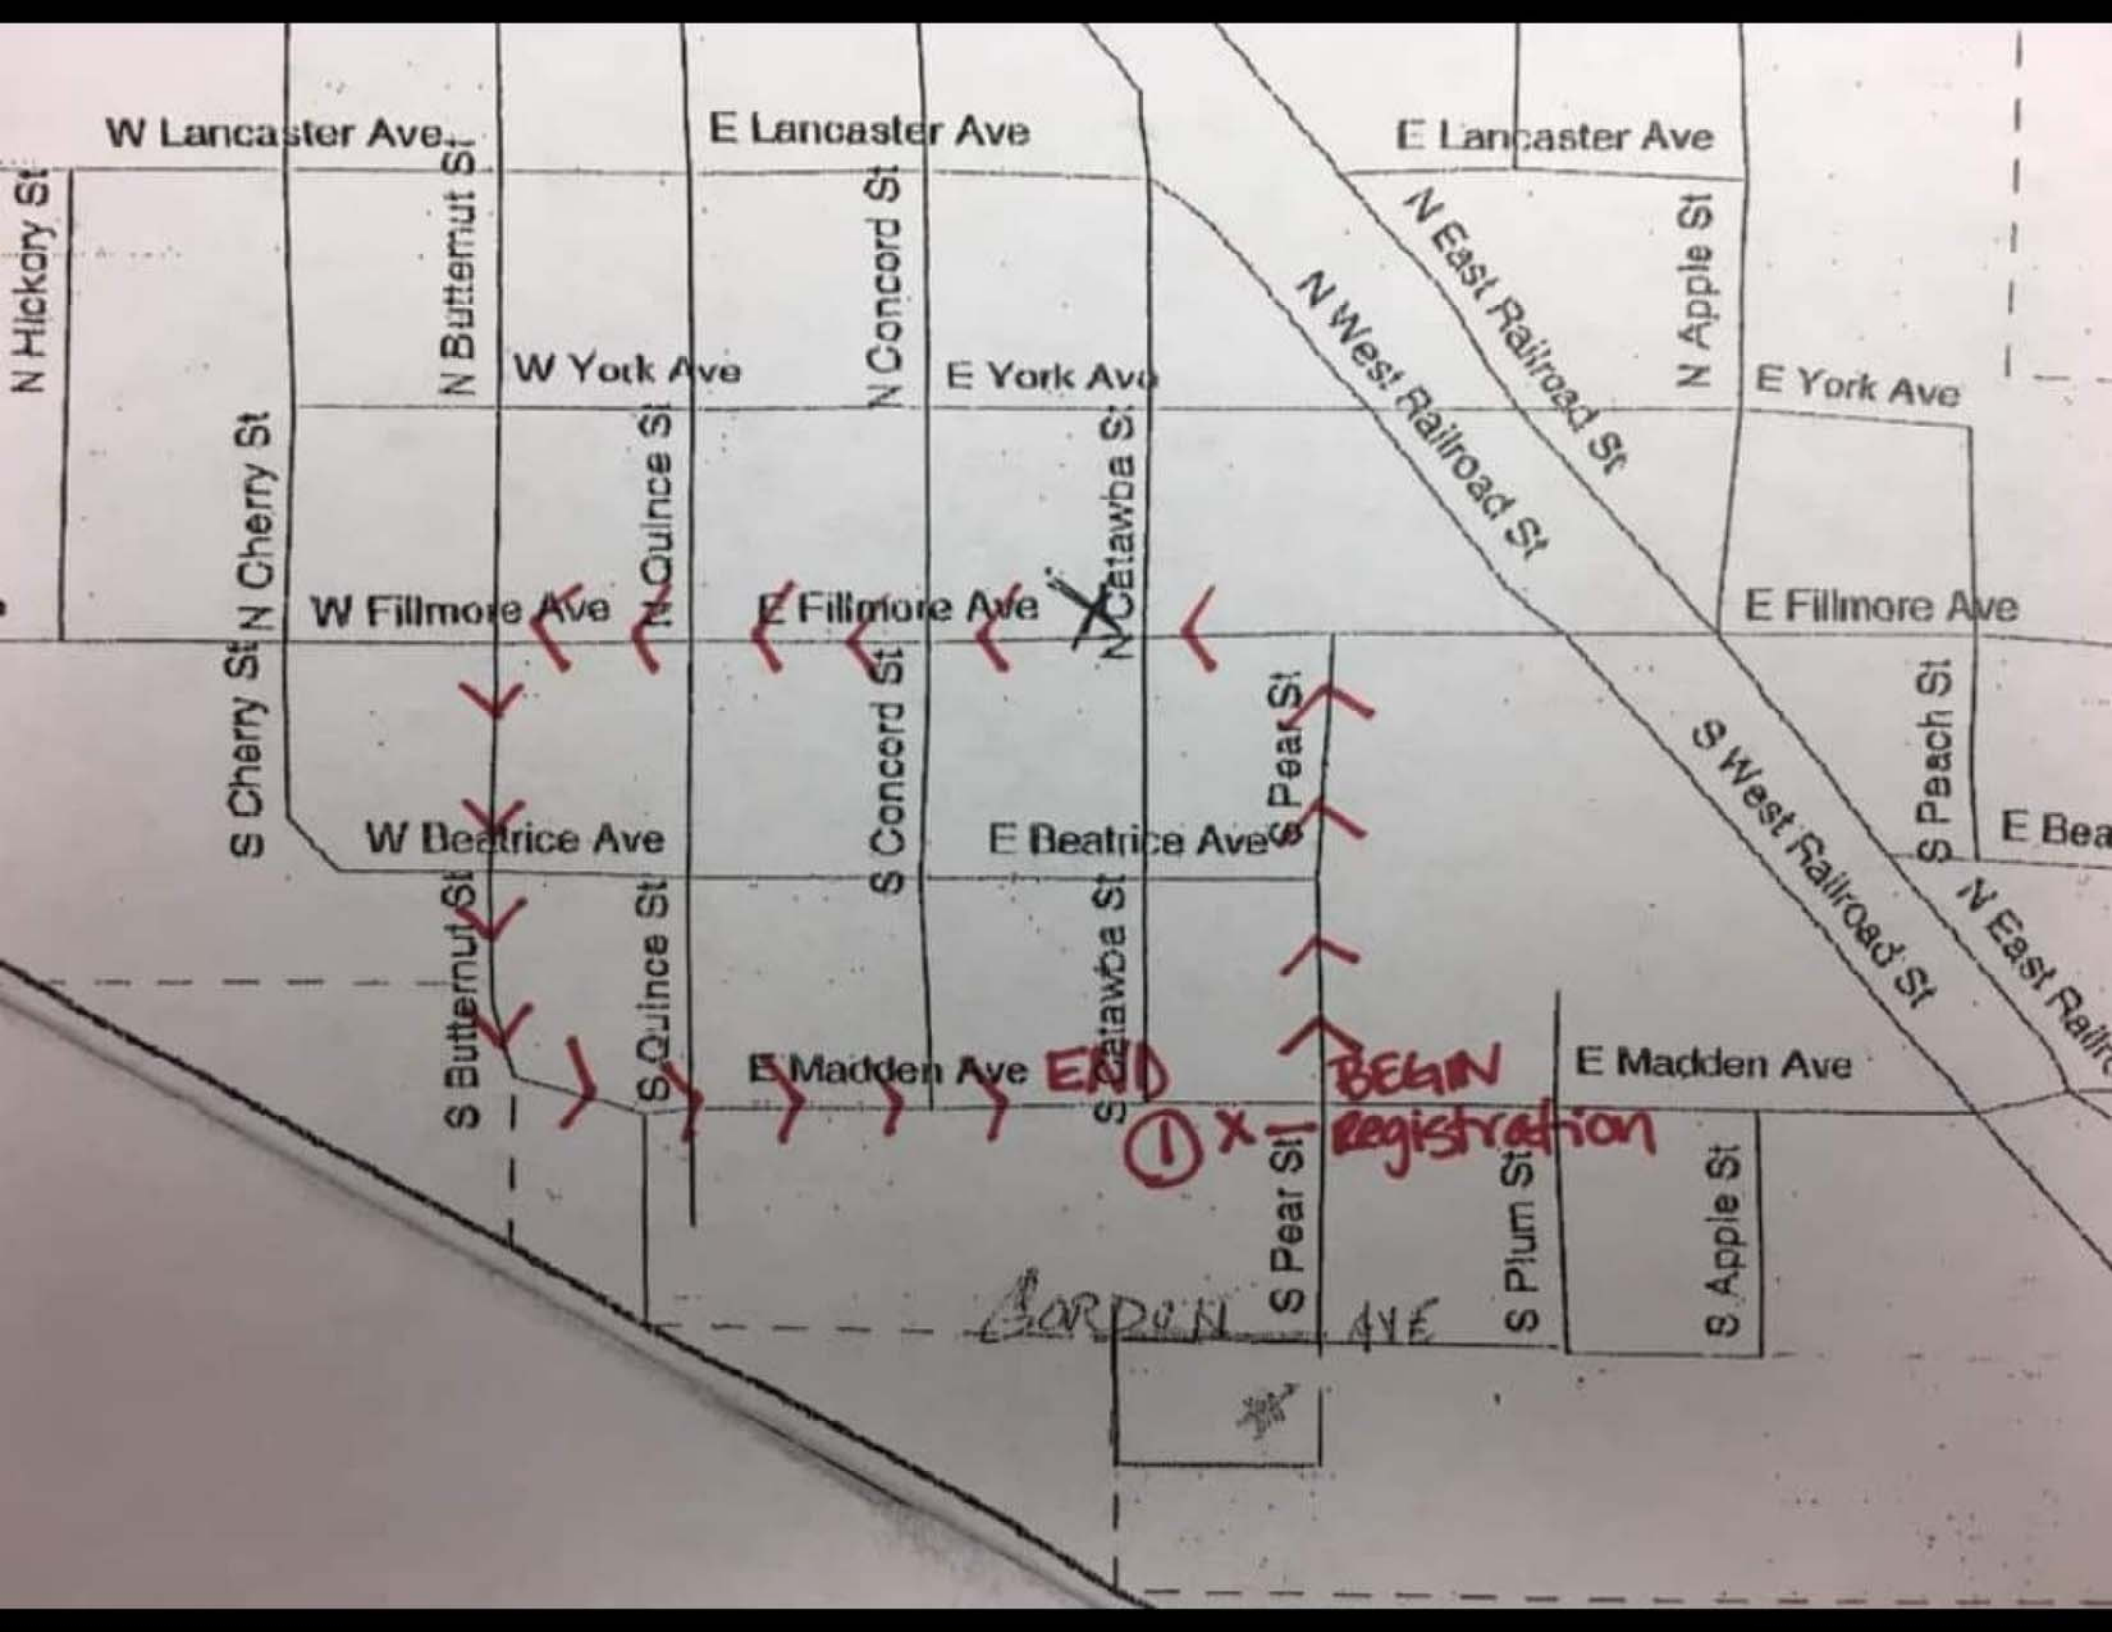 W Lancaster Ave
E Lancaster Ave
E Lancaster Ave
N Hickory St
N Butternut St
N Concord St
N East Railroad St
N Apple St
N West Railroad St
W York Ave
E York Ave
E York Ave
N Cherry St
N Quince St
N Catawba St
W Fillmore Ave
E Fillmore Ave
X
E Fillmore Ave
S Cherry St
S Concord St
S Pear St
S West Railroad St
S Peach St
W Beatrice Ave
E Beatrice Ave
E Bea
S Butternut St
S Quince St
S Catawba St
N East Railr
E Madden Ave
END
BEGIN
E Madden Ave
1 X - Registration
S Pear St
S Plum St
S Apple St
GORDON AVE